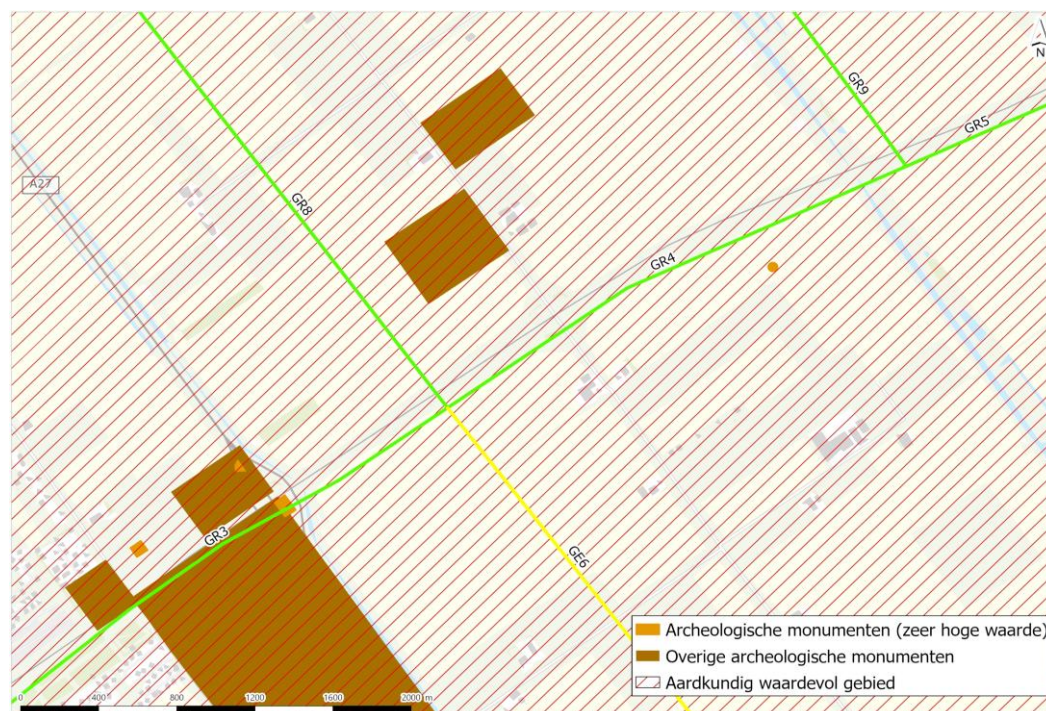 GR9
GR5
N
A27
GR8
GR4
GR3
GE6
Archeologische monumenten (zeer hoge waarde)
Overige archeologische monumenten
Aardkundig waardevol gebied
0 400 800 1200 1600 2000 m